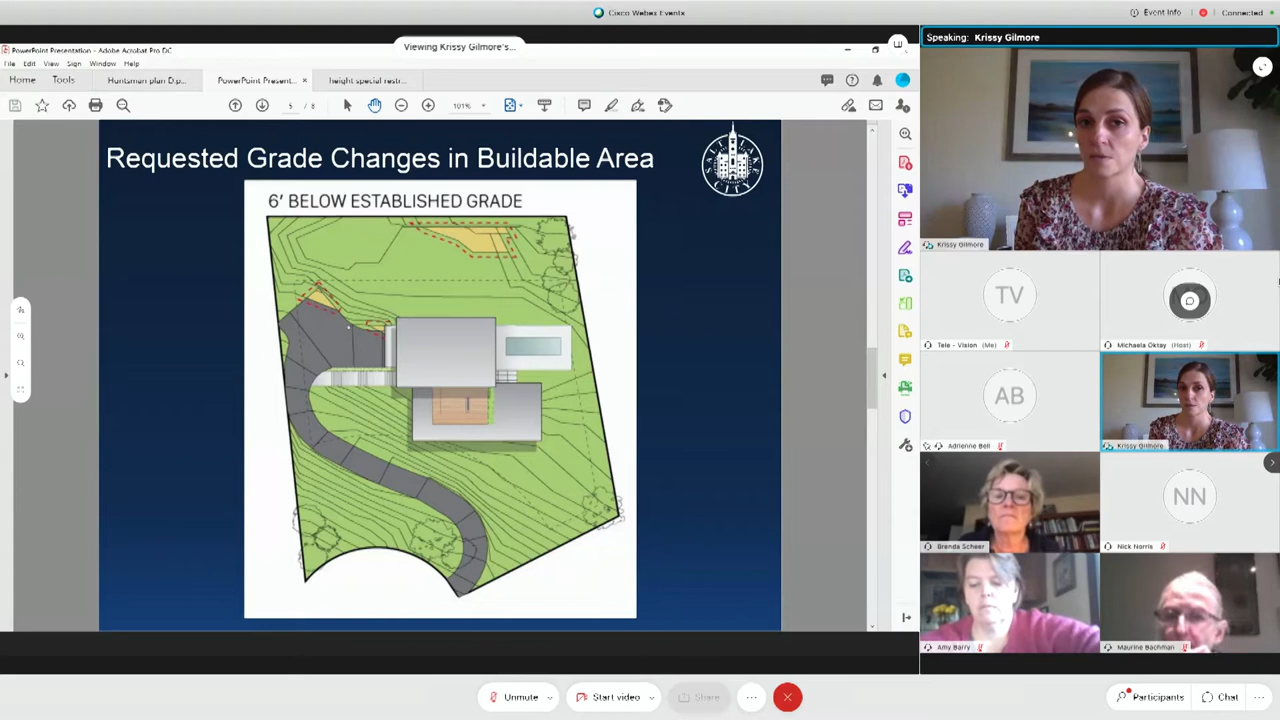 Cisco Webex Events
Event Info
Connected
PowerPoint Presentation - Adobe Acrobat Pro DC
Viewing Krissy Gilmore's...
Speaking: Krissy Gilmore
File Edit View Sign Window Help
Home Tools Huntsman plan D.p... PowerPoint Present... × height special restr...
5 / 8
101%
Requested Grade Changes in Buildable Area
SALT LAKE CITY
6' BELOW ESTABLISHED GRADE
Krissy Gilmore
TV
Tele - Vision (Me)
Michaela Oktay (Host)
AB
Adrienne Bell
Krissy Gilmore
Brenda Scheer
NN
Nick Norris
Amy Barry
Maurine Bachman
Unmute
Start video
Share
Participants
Chat